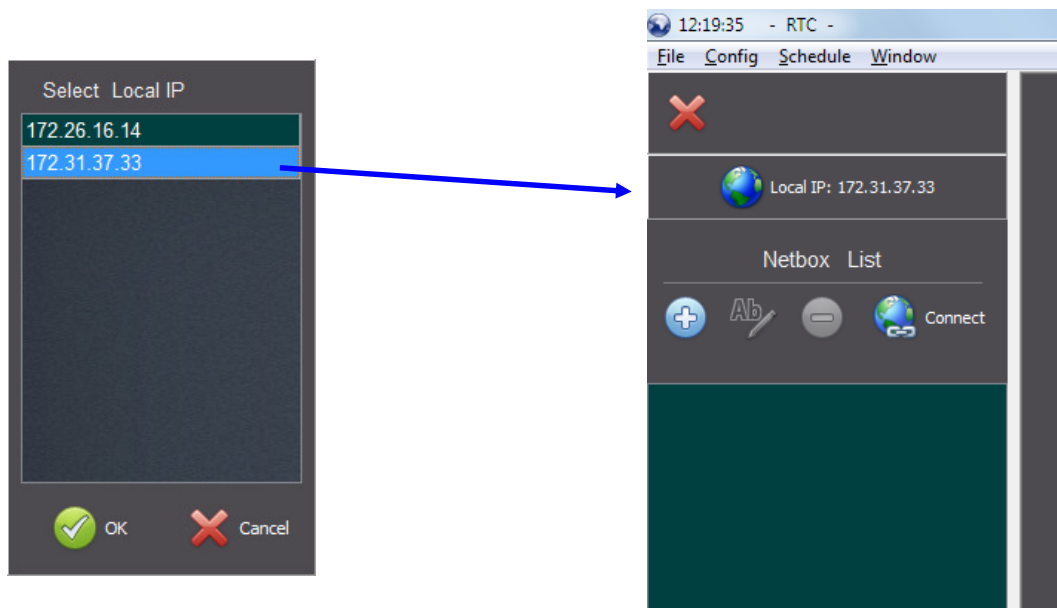 Select Local IP
172.26.16.14
172.31.37.33
OK Cancel
12:19:35 - RTC -
File Config Schedule Window
Local IP: 172.31.37.33
Netbox List
Ab
Connect